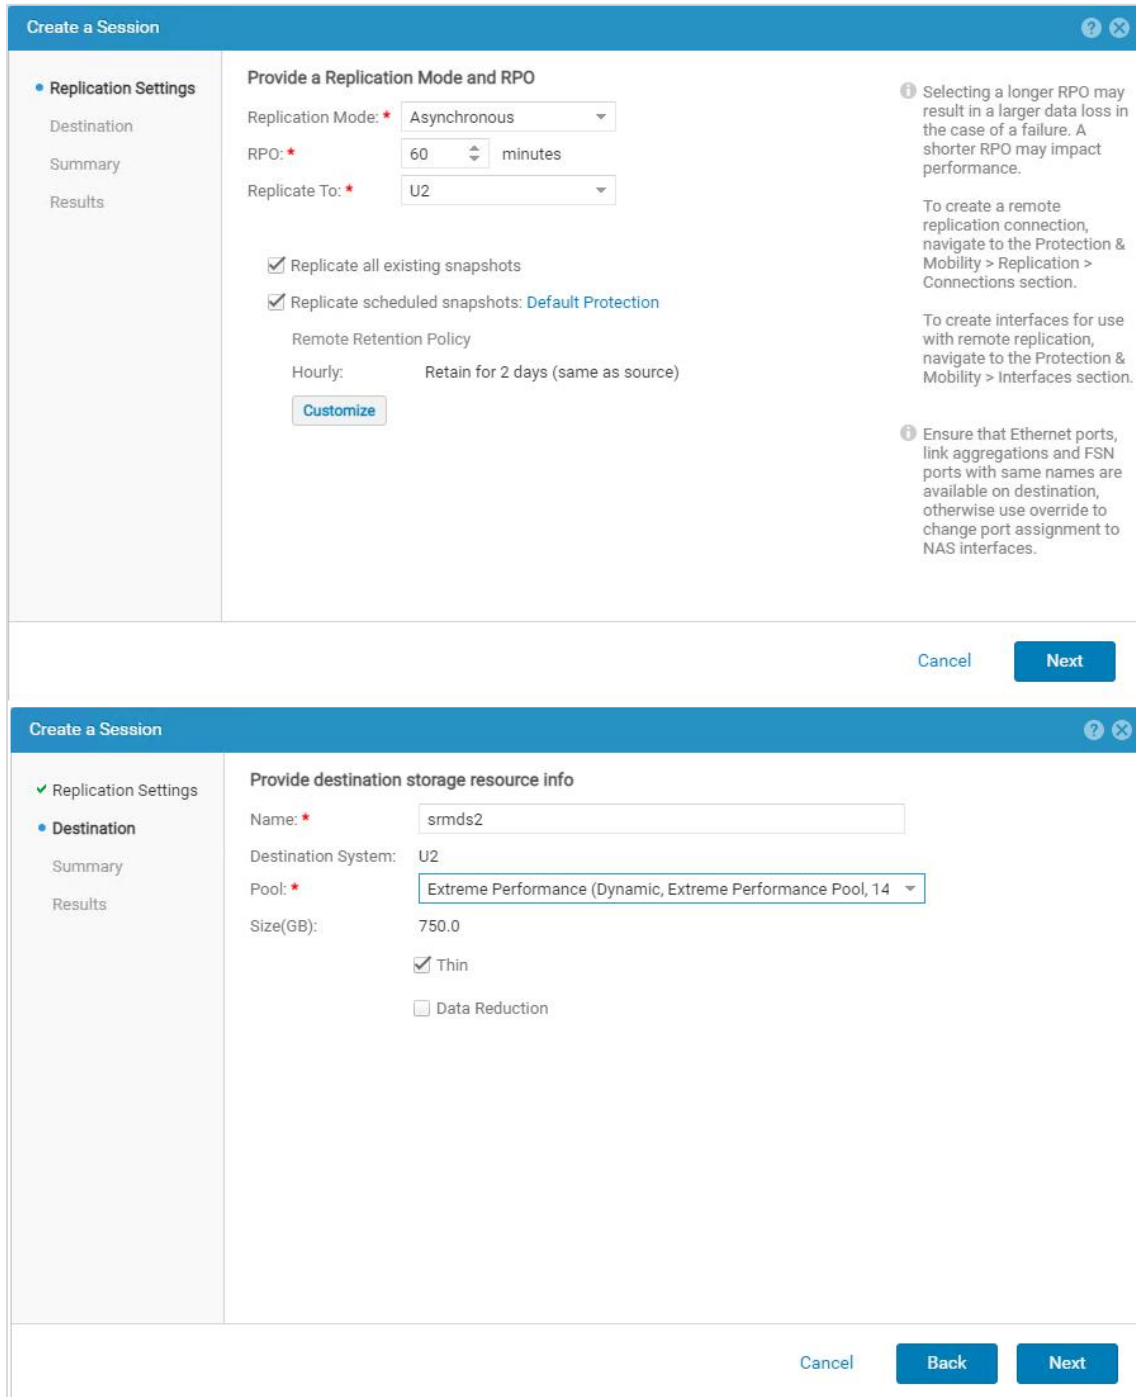 Create a Session
Replication Settings
Destination
Summary
Results
Provide a Replication Mode and RPO
Replication Mode: * Asynchronous
RPO: * 60 minutes
Replicate To: * U2
Replicate all existing snapshots
Replicate scheduled snapshots: Default Protection
Remote Retention Policy
Hourly: Retain for 2 days (same as source)
Customize
Selecting a longer RPO may
result in a larger data loss in
the case of a failure. A
shorter RPO may impact
performance.
To create a remote
replication connection,
navigate to the Protection &
Mobility > Replication >
Connections section.
To create interfaces for use
with remote replication,
navigate to the Protection &
Mobility > Interfaces section.
Ensure that Ethernet ports,
link aggregations and FSN
ports with same names are
available on destination,
otherwise use override to
change port assignment to
NAS interfaces.
Cancel Next
Create a Session
Replication Settings
Destination
Summary
Results
Provide destination storage resource info
Name: * srmds2
Destination System: U2
Pool: * Extreme Performance (Dynamic, Extreme Performance Pool, 14
Size(GB): 750.0
Thin
Data Reduction
Cancel Back Next